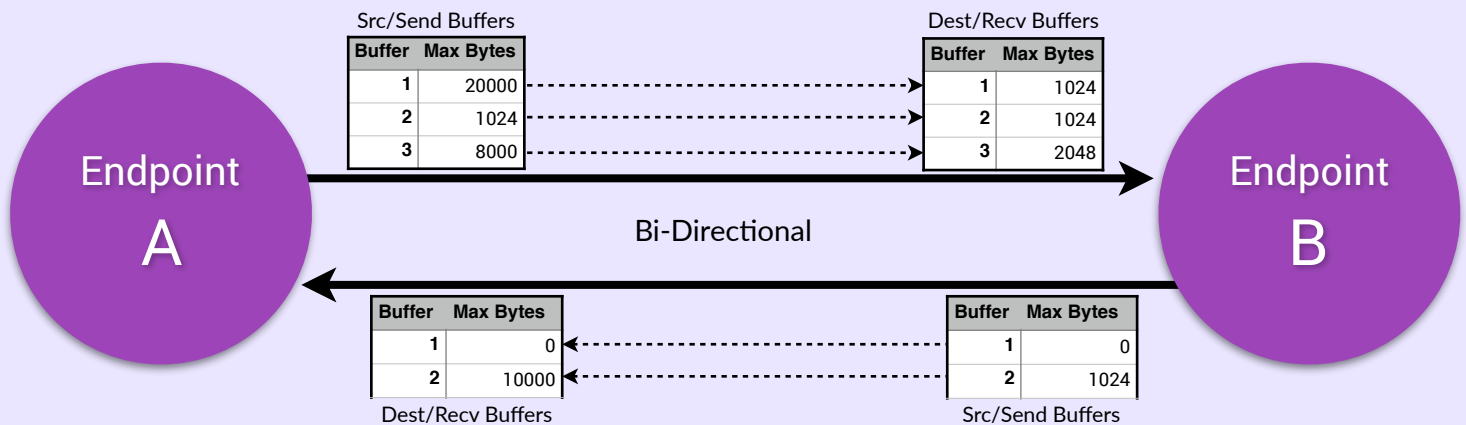 Src/Send Buffers
Buffer Max Bytes
1 20000
2 1024
3 8000
Dest/Recv Buffers
Buffer Max Bytes
1 1024
2 1024
3 2048
Endpoint
A
Bi-Directional
Endpoint
B
Buffer Max Bytes
1 0
2 10000
Dest/Recv Buffers
Buffer Max Bytes
1 0
2 1024
Src/Send Buffers